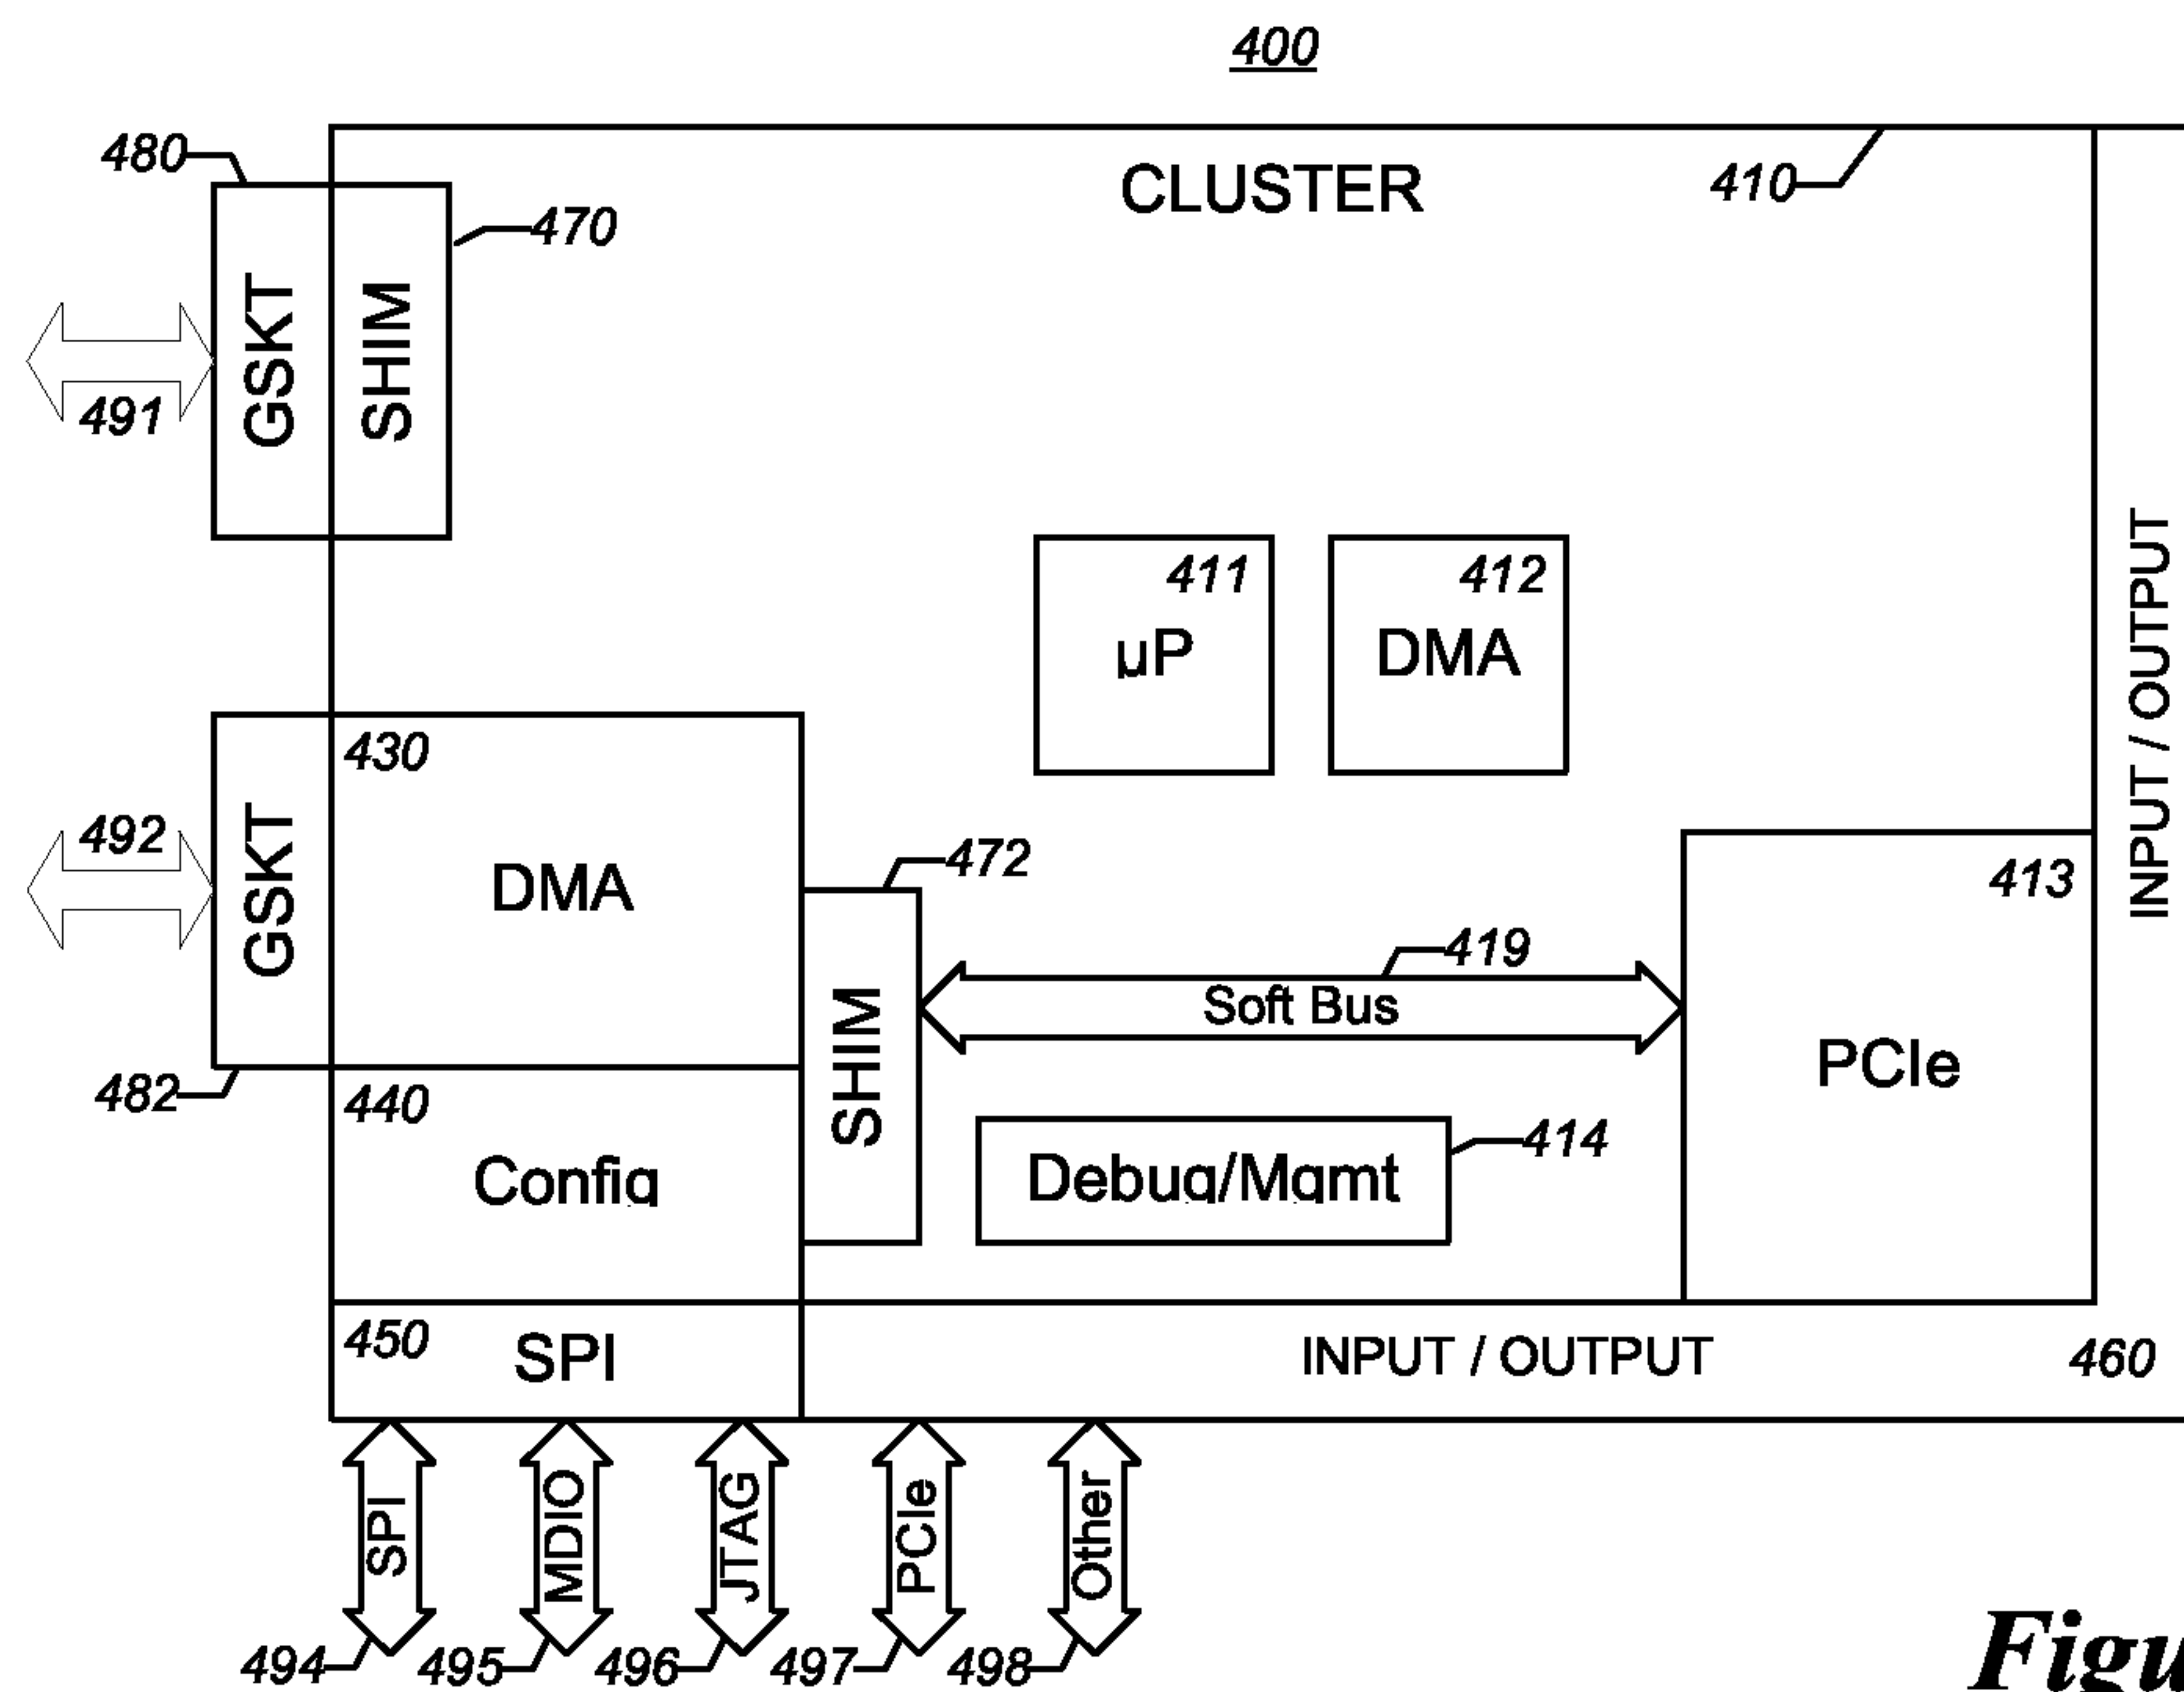 400
480
CLUSTER
410
470
GSKT
SHIM
491
411
µP
412
DMA
INPUT / OUTPUT
430
DMA
GSKT
492
472
413
419
Soft Bus
SHIM
PCIe
482
440
Config
414
Debug/Mgmt
450
SPI
INPUT / OUTPUT
460
SPI
MDIO
JTAG
PCIe
Other
494
495
496
497
498
Figu